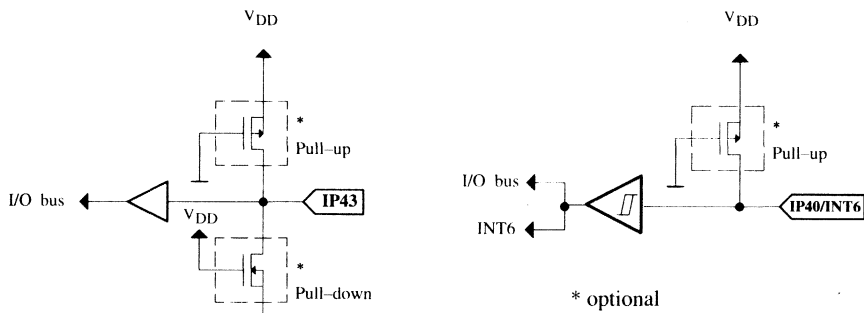 VDD
*
Pull–up
I/O bus
IP43
VDD
*
Pull–down
VDD
*
Pull–up
I/O bus
INT6
IP40/INT6
* optional